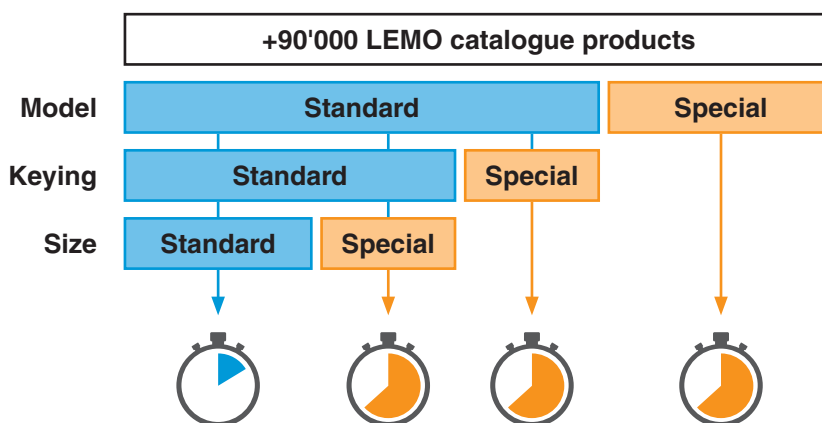 +90'000 LEMO catalogue products
Model Standard Special
Keying Standard Special
Size Standard Special